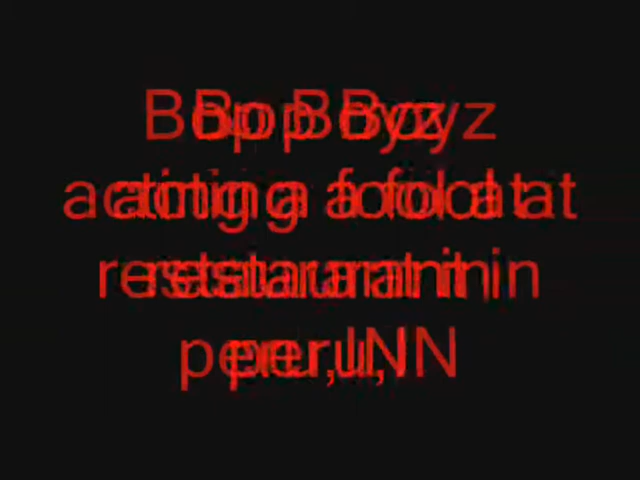 Bop Boyz
acting a fool at
restaurant in
peru, IN